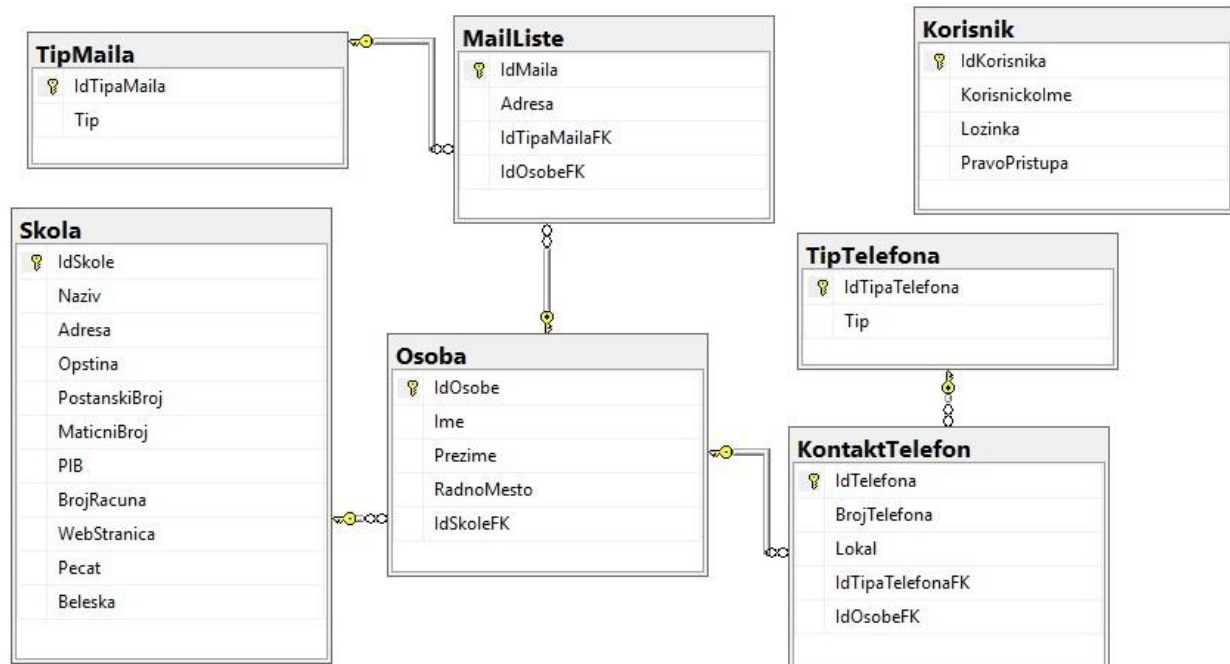 TipMaila
IdTipaMaila
Tip
MailListe
IdMaila
Adresa
IdTipaMailaFK
IdOsobeFK
Korisnik
IdKorisnika
KorisnickoIme
Lozinka
PravoPristupa
Skola
IdSkole
Naziv
Adresa
Opstina
PostanskiBroj
MaticniBroj
PIB
BrojRacuna
WebStranica
Pecat
Beleska
Osoba
IdOsobe
Ime
Prezime
RadnoMesto
IdSkoleFK
TipTelefona
IdTipaTelefona
Tip
KontaktTelefon
IdTelefona
BrojTelefona
Lokal
IdTipaTelefonaFK
IdOsobeFK